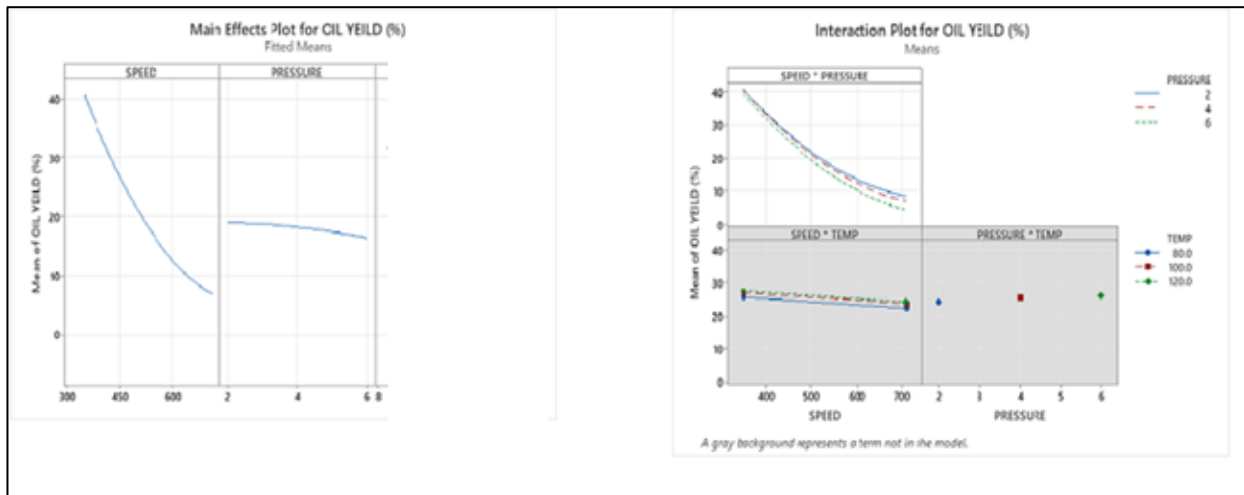 Main Effects Plot for OIL YEILD (%)
Fitted Means
SPEED PRESSURE
Mean of OIL YEILD (%)
40
30
20
10
0
300 450 600 2 4 6 8
Interaction Plot for OIL YEILD (%)
Means
SPEED * PRESSURE
PRESSURE
2
4
6
Mean of OIL YEILD (%)
40
30
20
10
0
SPEED * TEMP PRESSURE * TEMP
TEMP
80.0
100.0
120.0
40
30
20
10
0
400 500 600 700 2 3 4 5 6
SPEED PRESSURE
A gray background represents a term not in the model.